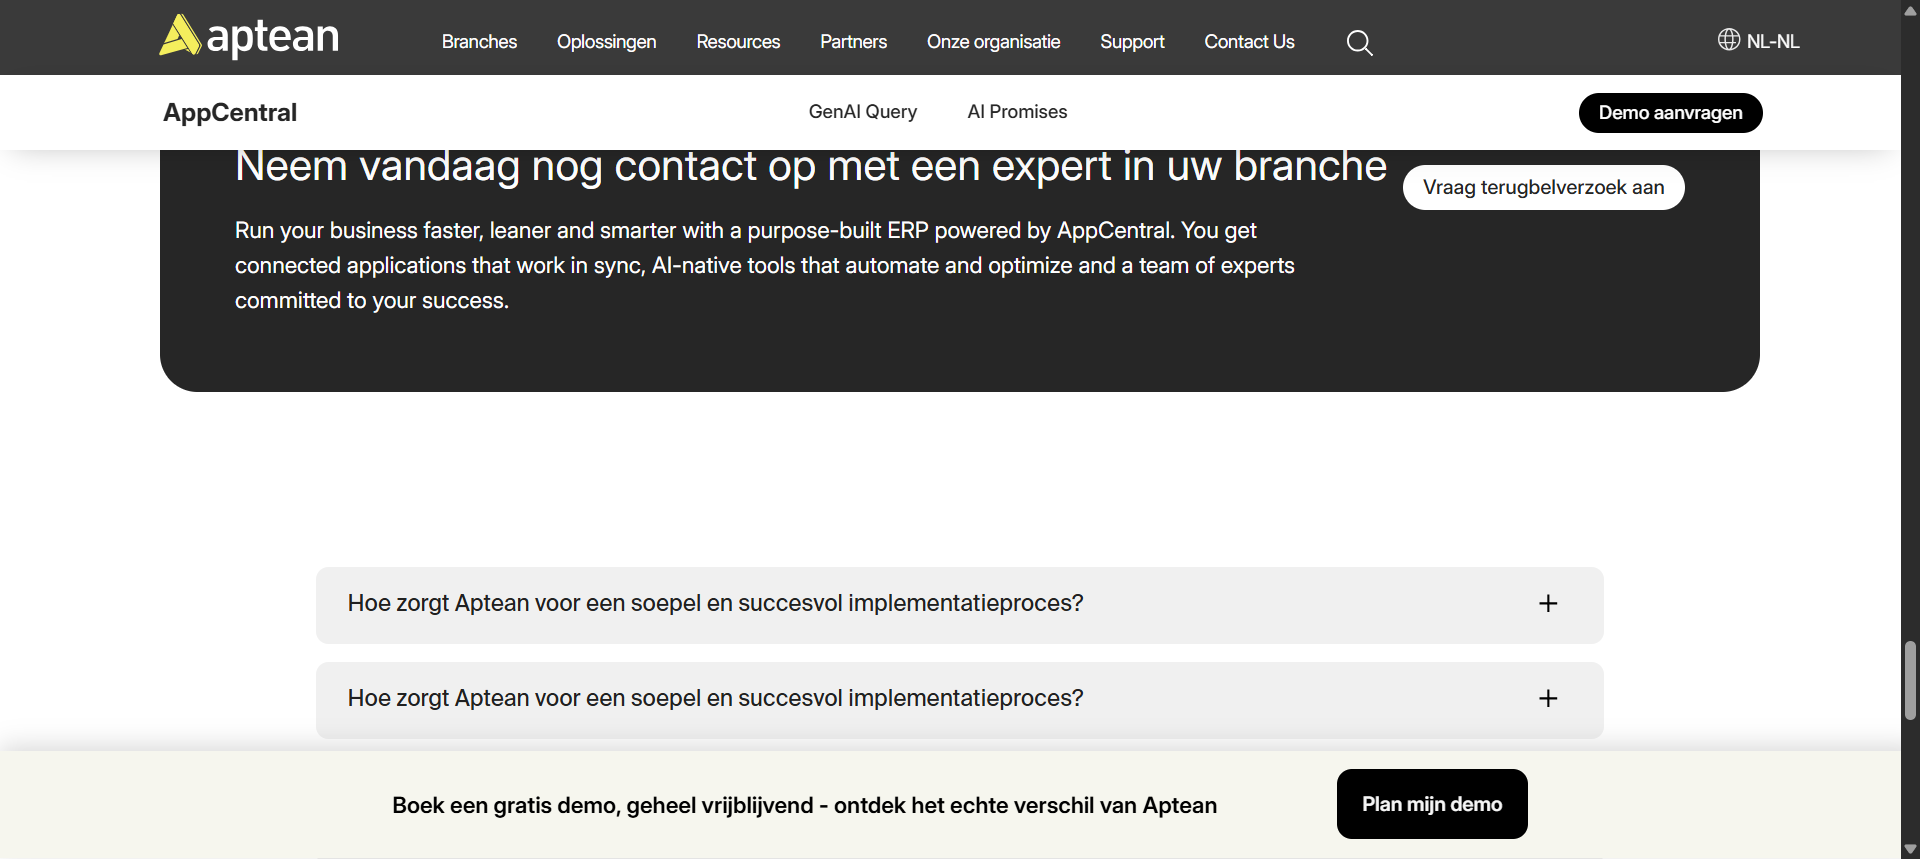 aptean
Branches Oplossingen Resources Partners Onze organisatie Support Contact Us NL-NL
AppCentral GenAI Query AI Promises Demo aanvragen
Neem vandaag nog contact op met een expert in uw branche
Vraag terugbelverzoek aan
Run your business faster, leaner and smarter with a purpose-built ERP powered by AppCentral. You get
connected applications that work in sync, AI-native tools that automate and optimize and a team of experts
committed to your success.
Hoe zorgt Aptean voor een soepel en succesvol implementatieproces?
Hoe zorgt Aptean voor een soepel en succesvol implementatieproces?
Boek een gratis demo, geheel vrijblijvend - ontdek het echte verschil van Aptean
Plan mijn demo